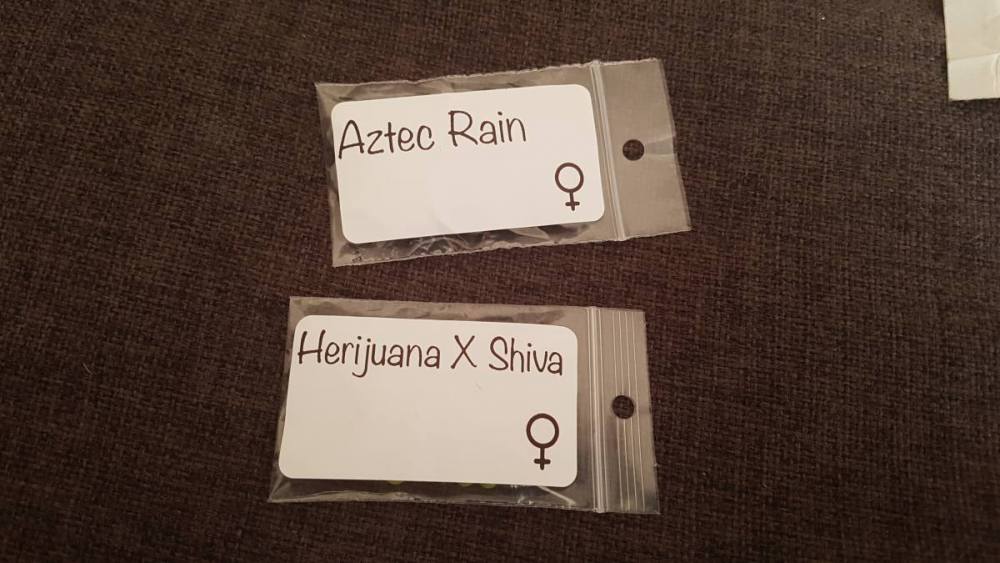 Aztec Rain
♀
Herijuana X Shiva
♀